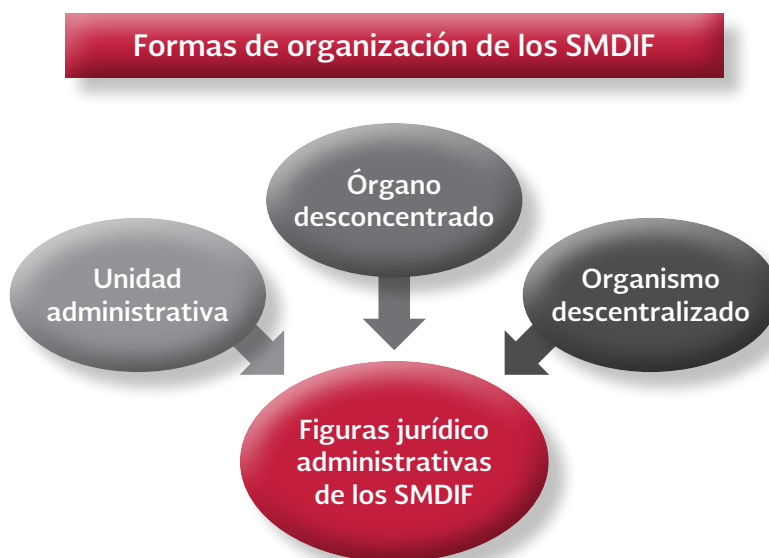 Formas de organización de los SMDIF
Órgano
desconcentrado
Unidad
administrativa
Organismo
descentralizado
Figuras jurídico
administrativas
de los SMDIF